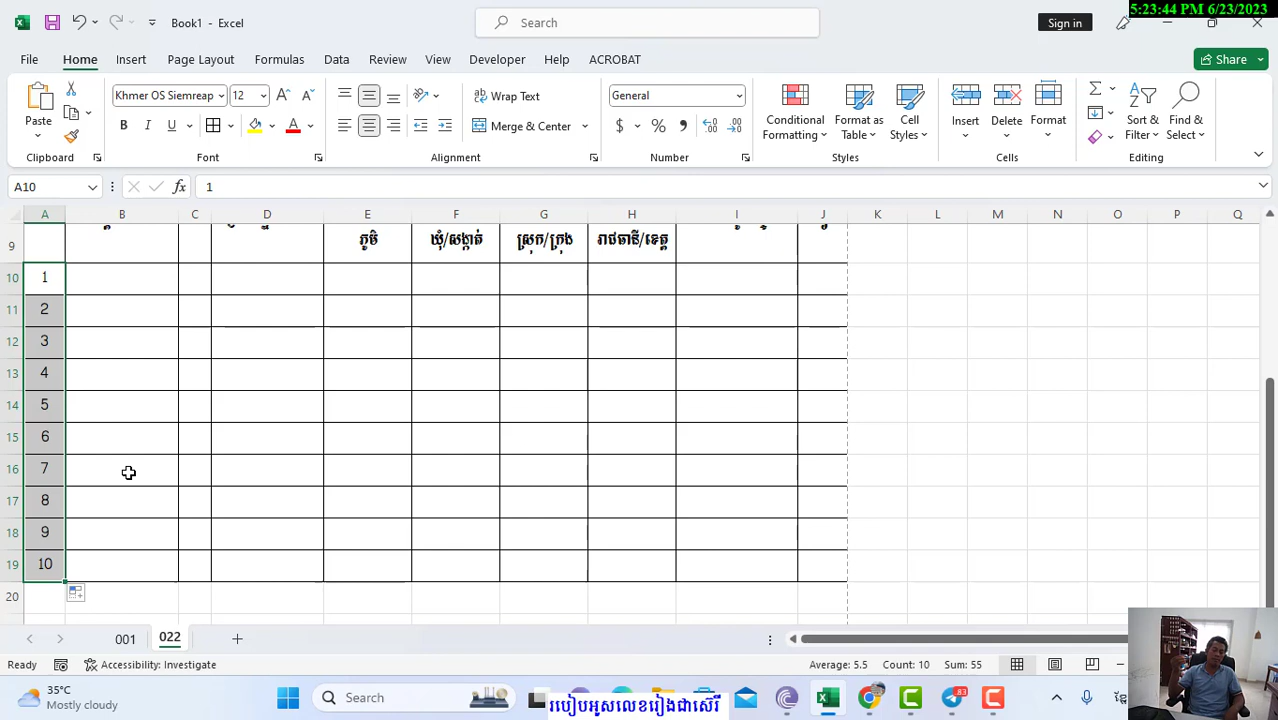 5:23:44 PM 6/23/2023
Book1 - Excel
Search
Sign in
File Home Insert Page Layout Formulas Data Review View Help ACROBAT
Share
Paste
Khmer OS Siemreap 12
Wrap Text
Merge & Center
General
Conditional Formatting
Format as Table
Cell Styles
Insert
Delete
Format
Sort & Filter
Find & Select
Clipboard
Font
Alignment
Number
Styles
Cells
Editing
A10
1
A B C D E F G H I J K L M N O P Q
9 ភូមិ ឃុំ/សង្កាត់ ស្រុក/ក្រុង រាជធានី/ខេត្ត
10 1
11 2
12 3
13 4
14 5
15 6
16 7
17 8
18 9
19 10
20
001 022
Ready
Accessibility: Investigate
Average: 5.5 Count: 10 Sum: 55
35°C
Mostly cloudy
Search
83
របៀបអូសលេខរៀងជាស៊េរី